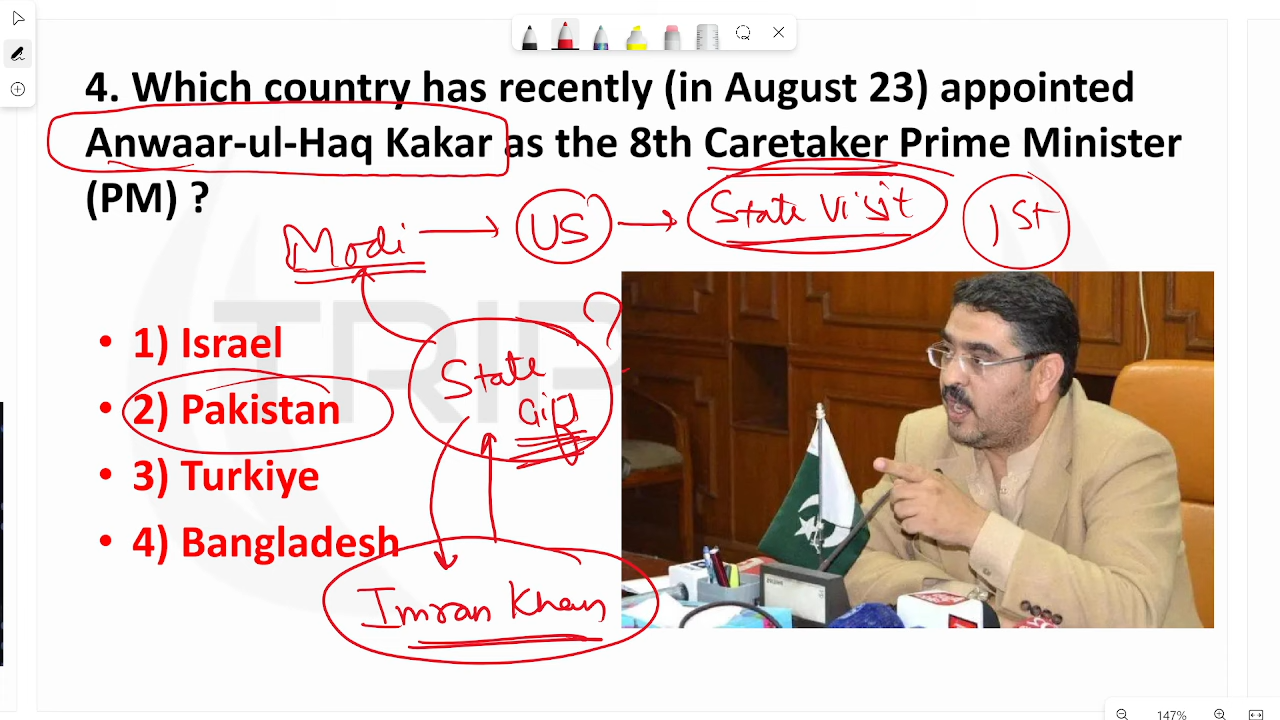 4. Which country has recently (in August 23) appointed
Anwaar-ul-Haq Kakar as the 8th Caretaker Prime Minister
(PM) ?
Modi → US → State Visit 1st
• 1) Israel
• 2) Pakistan
• 3) Turkiye
• 4) Bangladesh
State
Gift
?
Imran Khan
147%